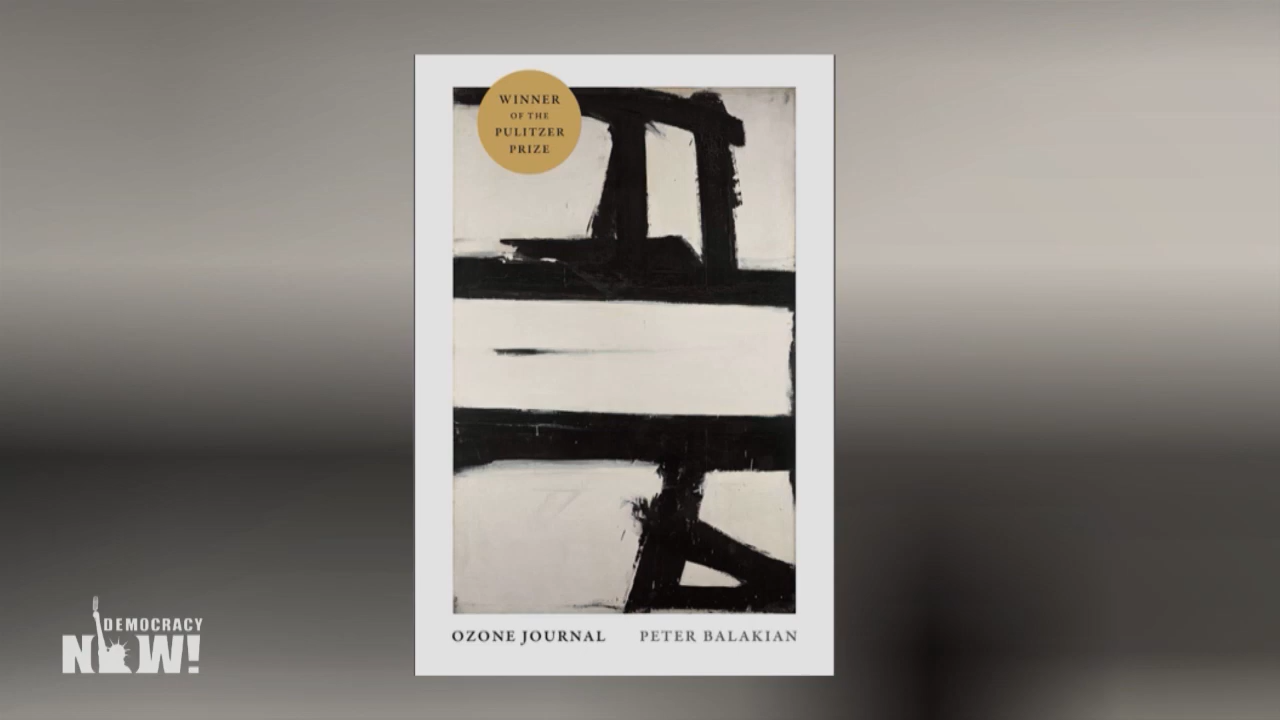 WINNER
OF THE
PULITZER
PRIZE
OZONE JOURNAL PETER BALAKIAN
DEMOCRACY
NOW!